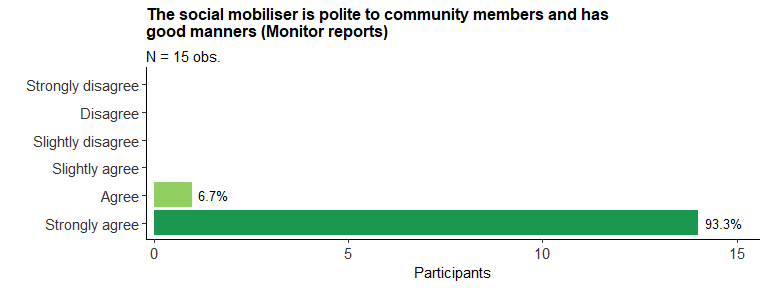 The social mobiliser is polite to community members and has
good manners (Monitor reports)
N = 15 obs.
Strongly disagree
Disagree
Slightly disagree
Slightly agree
Agree 6.7%
Strongly agree 93.3%
0 5 10 15
Participants